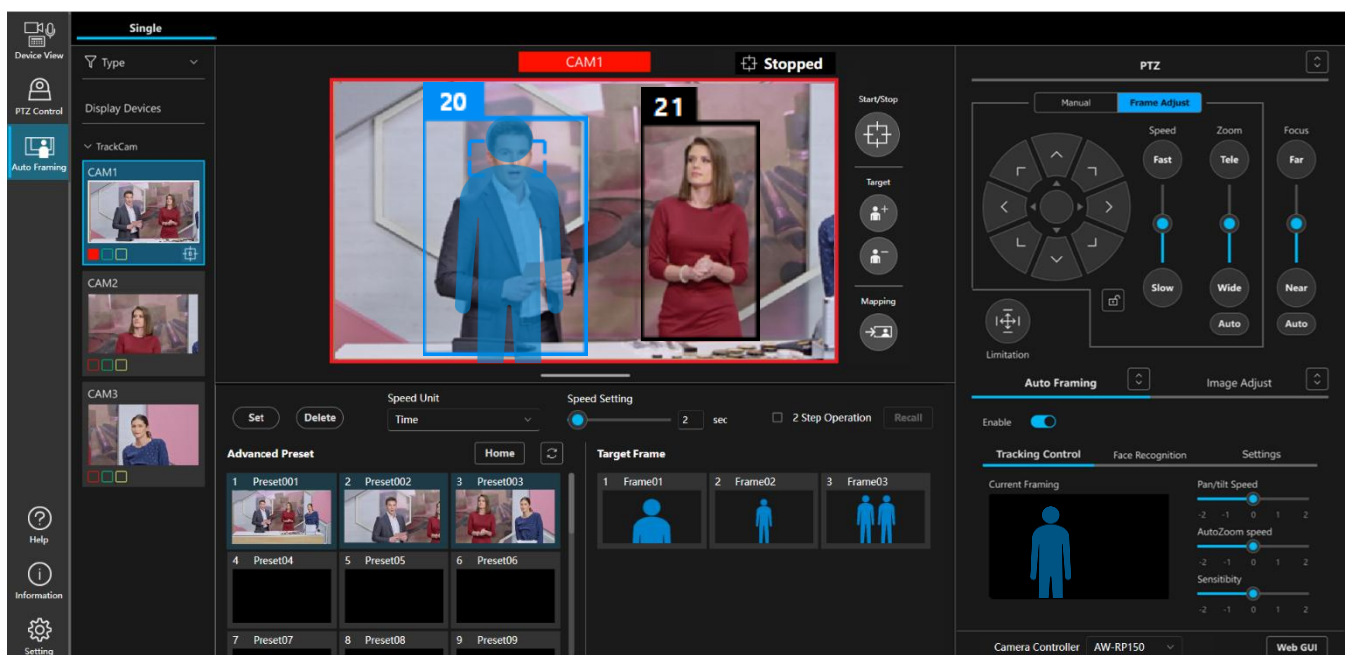 Device View
PTZ Control
Auto Framing
Help
Information
Setting
Single
Type
Display Devices
TrackCam
CAM1
CAM2
CAM3
CAM1
Stopped
20
21
Start/Stop
Target
Mapping
Set
Delete
Speed Unit
Time
Speed Setting
2 sec
2 Step Operation
Recall
Advanced Preset
Home
1 Preset001
2 Preset002
3 Preset003
4 Preset04
5 Preset05
6 Preset06
7 Preset07
8 Preset08
9 Preset09
Target Frame
1 Frame01
2 Frame02
3 Frame03
PTZ
Manual
Frame Adjust
Speed
Zoom
Focus
Fast
Tele
Far
Slow
Wide
Near
Auto
Auto
Limitation
Auto Framing
Image Adjust
Enable
Tracking Control
Face Recognition
Settings
Current Framing
Pan/tilt Speed
-2 -1 0 1 2
AutoZoom speed
-2 -1 0 1 2
Sensitibity
-2 -1 0 1 2
Camera Controller
AW-RP150
Web GUI